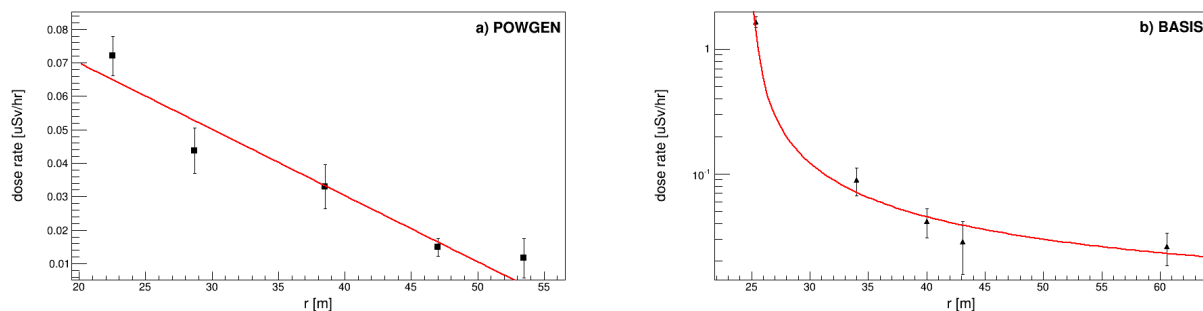 a) POWGEN
dose rate [uSv/hr]
0.08
0.07
0.06
0.05
0.04
0.03
0.02
0.01
20 25 30 35 40 45 50 55
r [m]
b) BASIS
dose rate [uSv/hr]
1
10⁻¹
25 30 35 40 45 50 55 60
r [m]